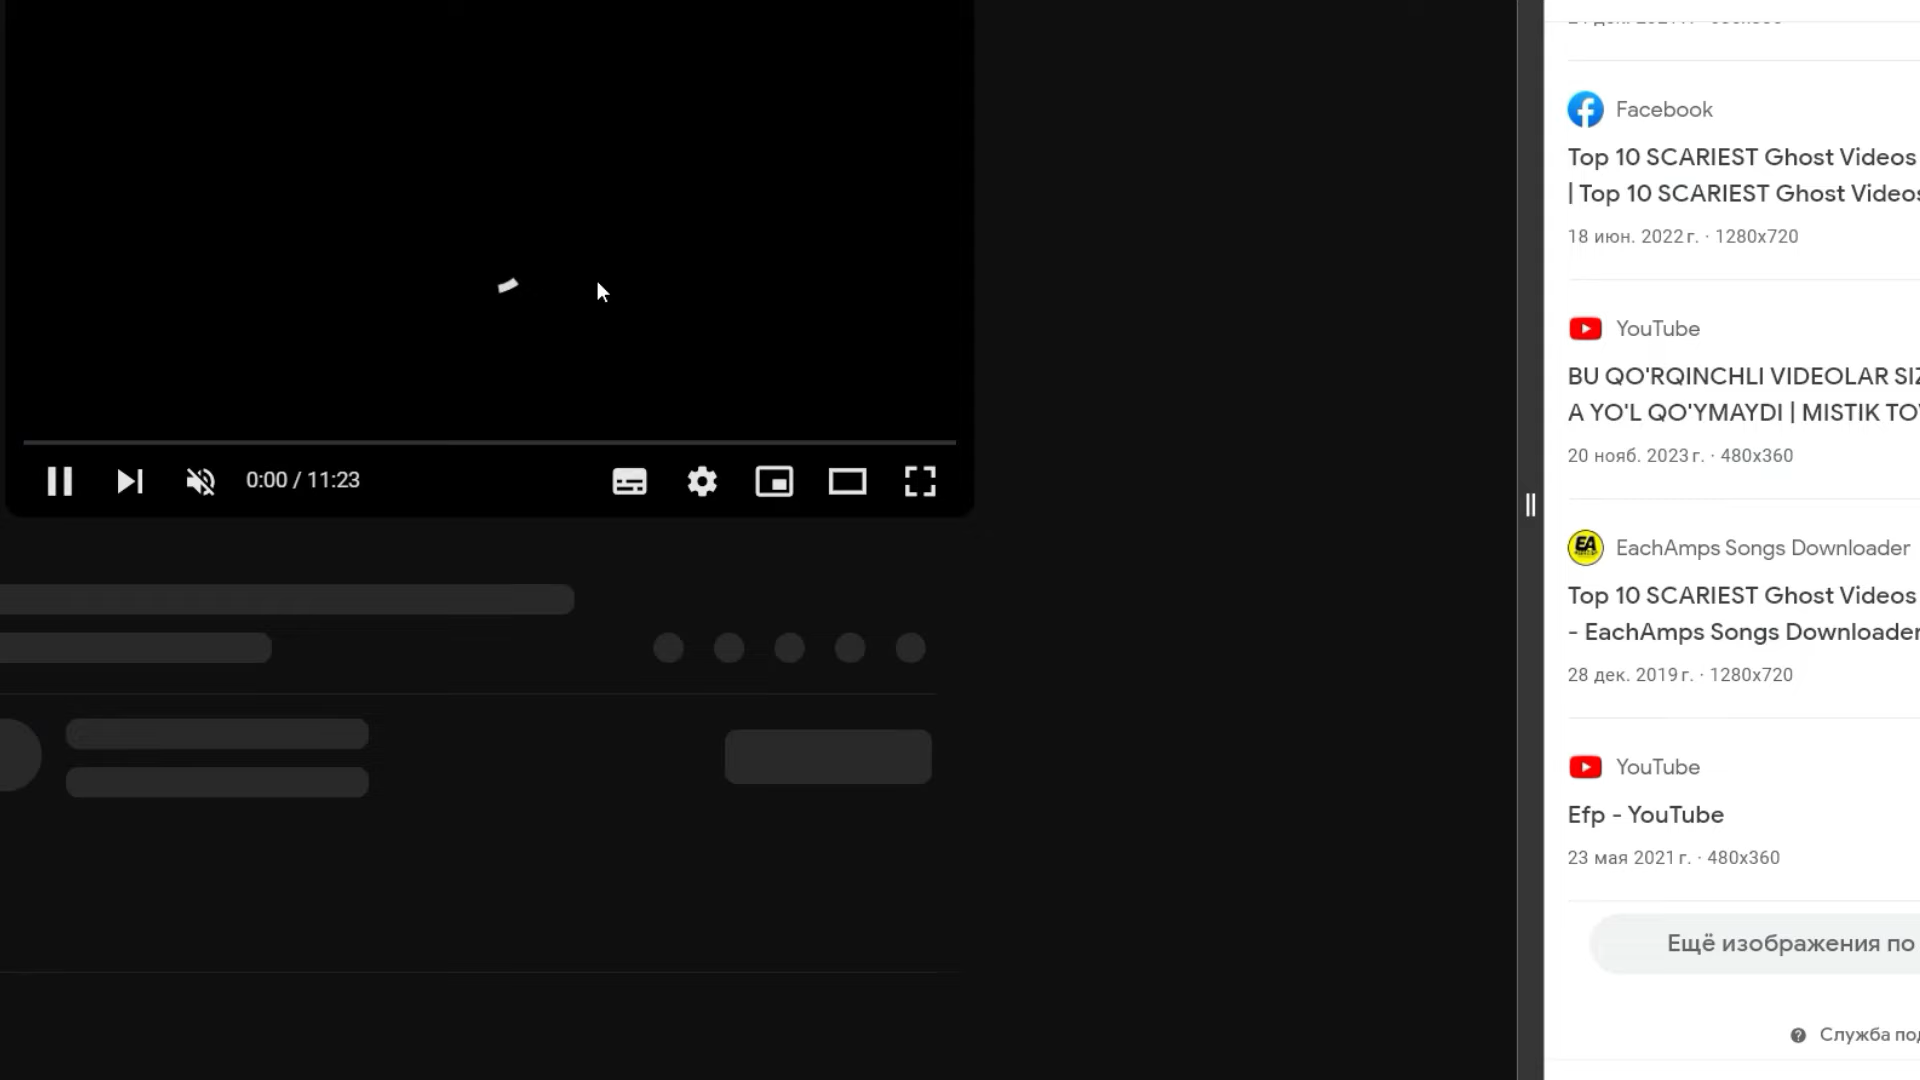 0:00 / 11:23
Facebook
Top 10 SCARIEST Ghost Videos
| Top 10 SCARIEST Ghost Videos
18 июн. 2022 г. · 1280x720
YouTube
BU QO'RQINCHLI VIDEOLAR
A YO'L QO'YMAYDI | MISTIK
20 нояб. 2023 г. · 480x360
EA
EachAmps Songs Downloader
Top 10 SCARIEST Ghost Videos
- EachAmps Songs Downloader
28 дек. 2019 г. · 1280x720
YouTube
Efp - YouTube
23 мая 2021 г. · 480x360
Ещё изображения по
Служба